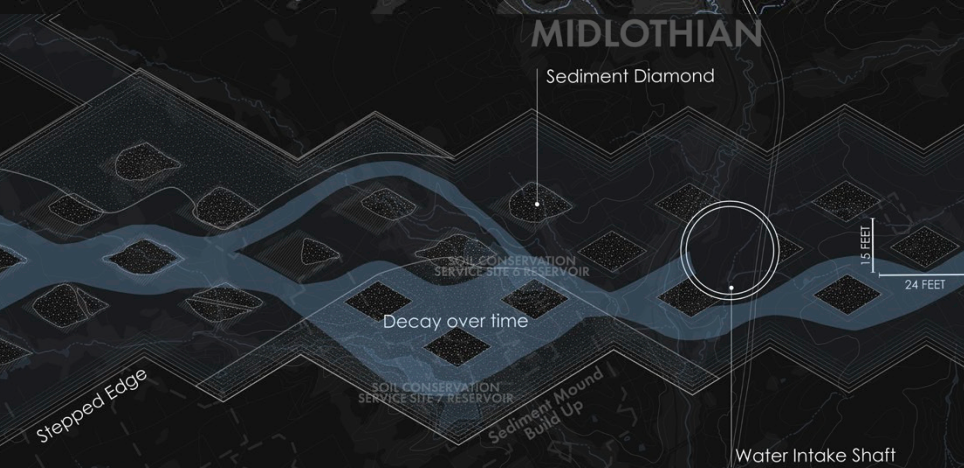 MIDLOTHIAN
Sediment Diamond
15 FEET
24 FEET
SOIL CONSERVATION
SERVICE SITE 6 RESERVOIR
Decay over time
Stepped Edge
SOIL CONSERVATION
SERVICE SITE 7 RESERVOIR
Sediment Mound
Build Up
Water Intake Shaft